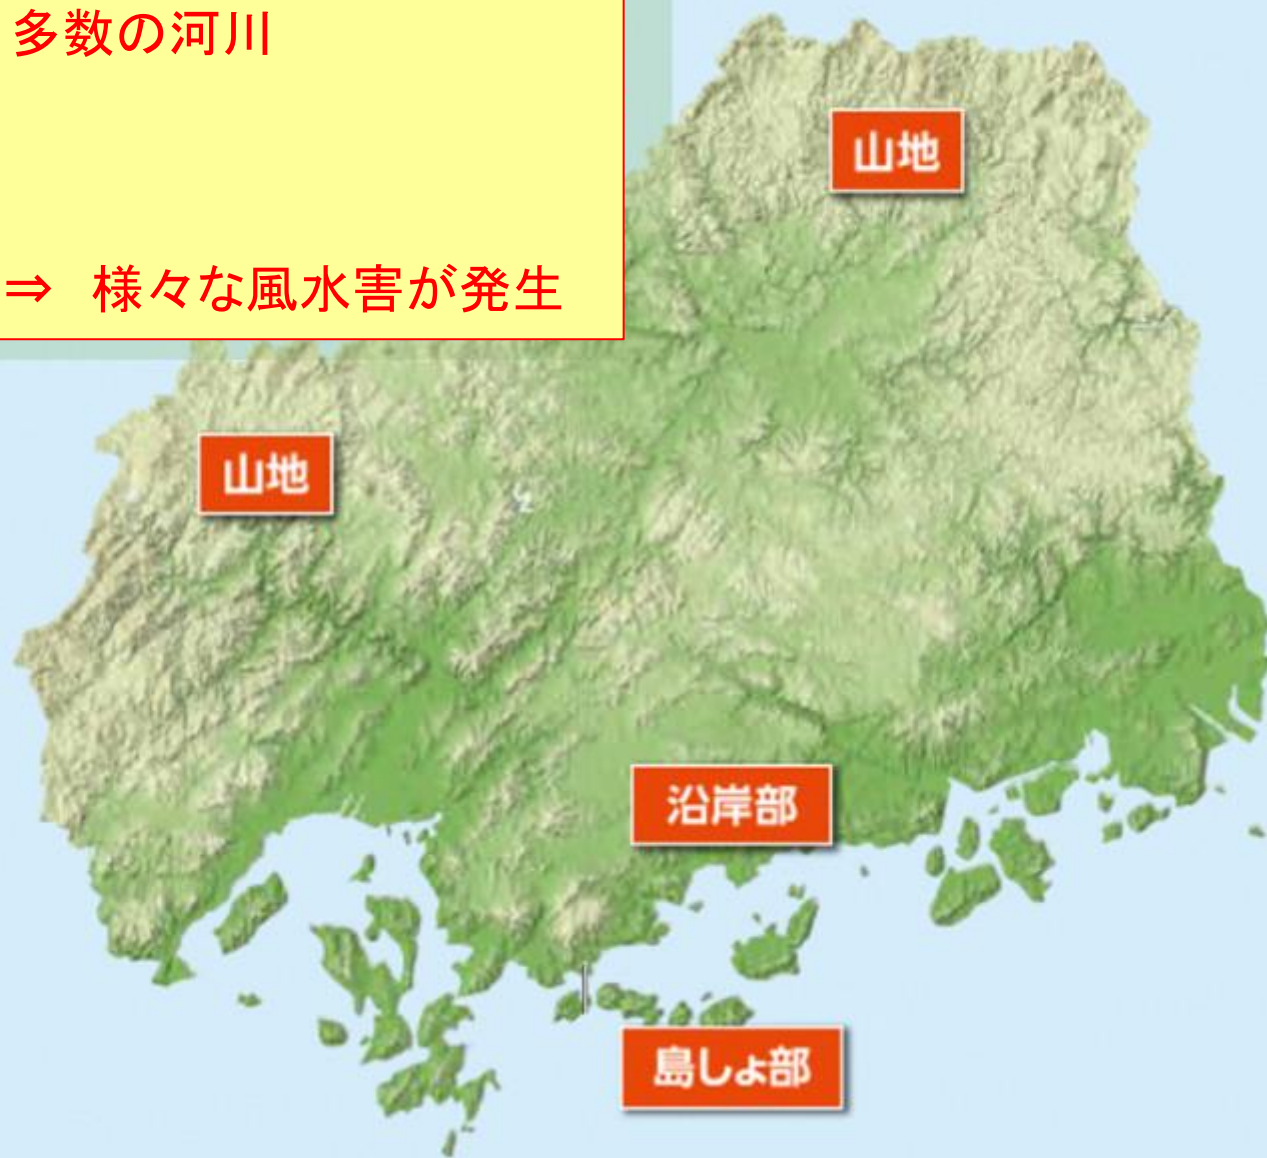 多数の河川
⇒ 様々な風水害が発生
山地
山地
沿岸部
島しょ部